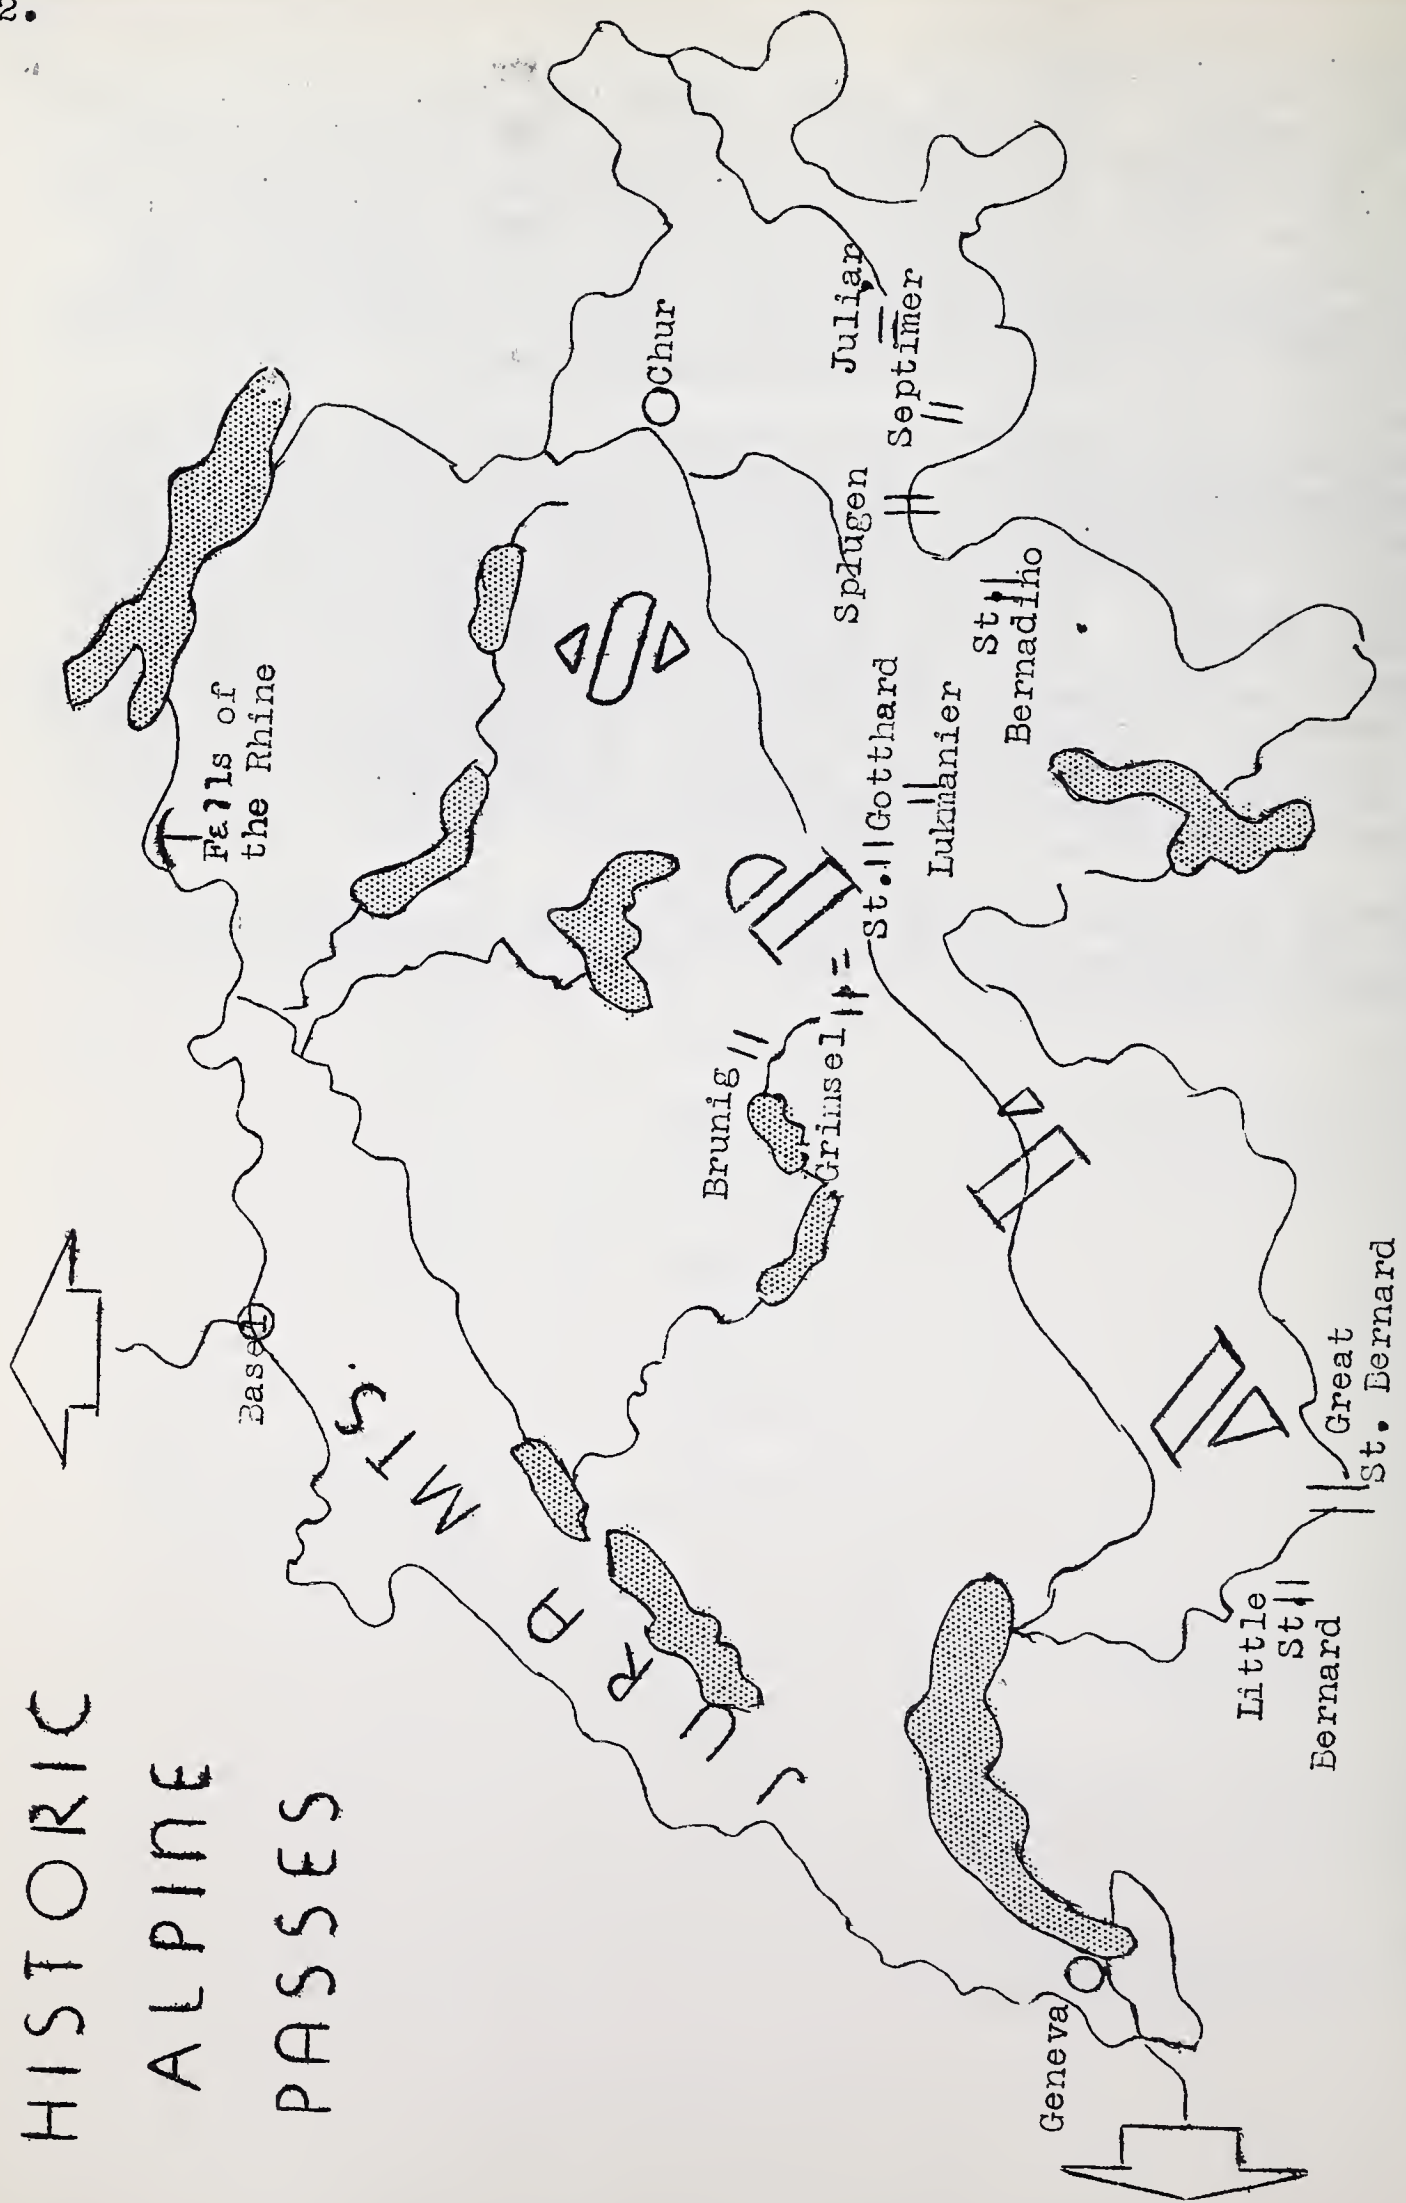 2.
HISTORIC
ALPINE
PASSES
JURA MTS.
Basel
Falls of
the Rhine
Chur
Brunig
Grimsel
St. Gotthard
Lukmanier
Splugen
Julian
Septimer
St.
Bernadino
Geneva
Little
St.
Bernard
Great
St. Bernard